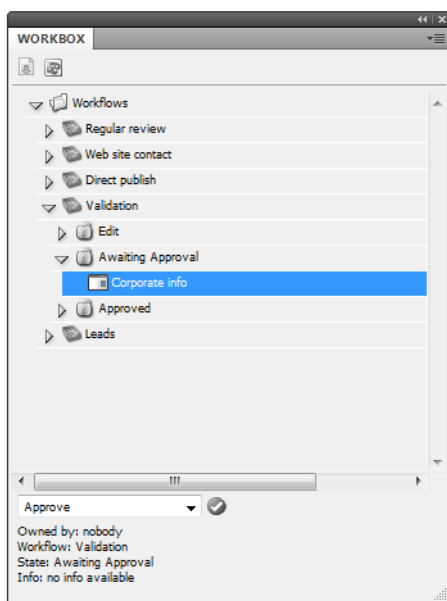 WORKBOX
Workflows
Regular review
Web site contact
Direct publish
Validation
Edit
Awaiting Approval
Corporate info
Approved
Leads
Approve
Owned by: nobody
Workflow: Validation
State: Awaiting Approval
Info: no info available